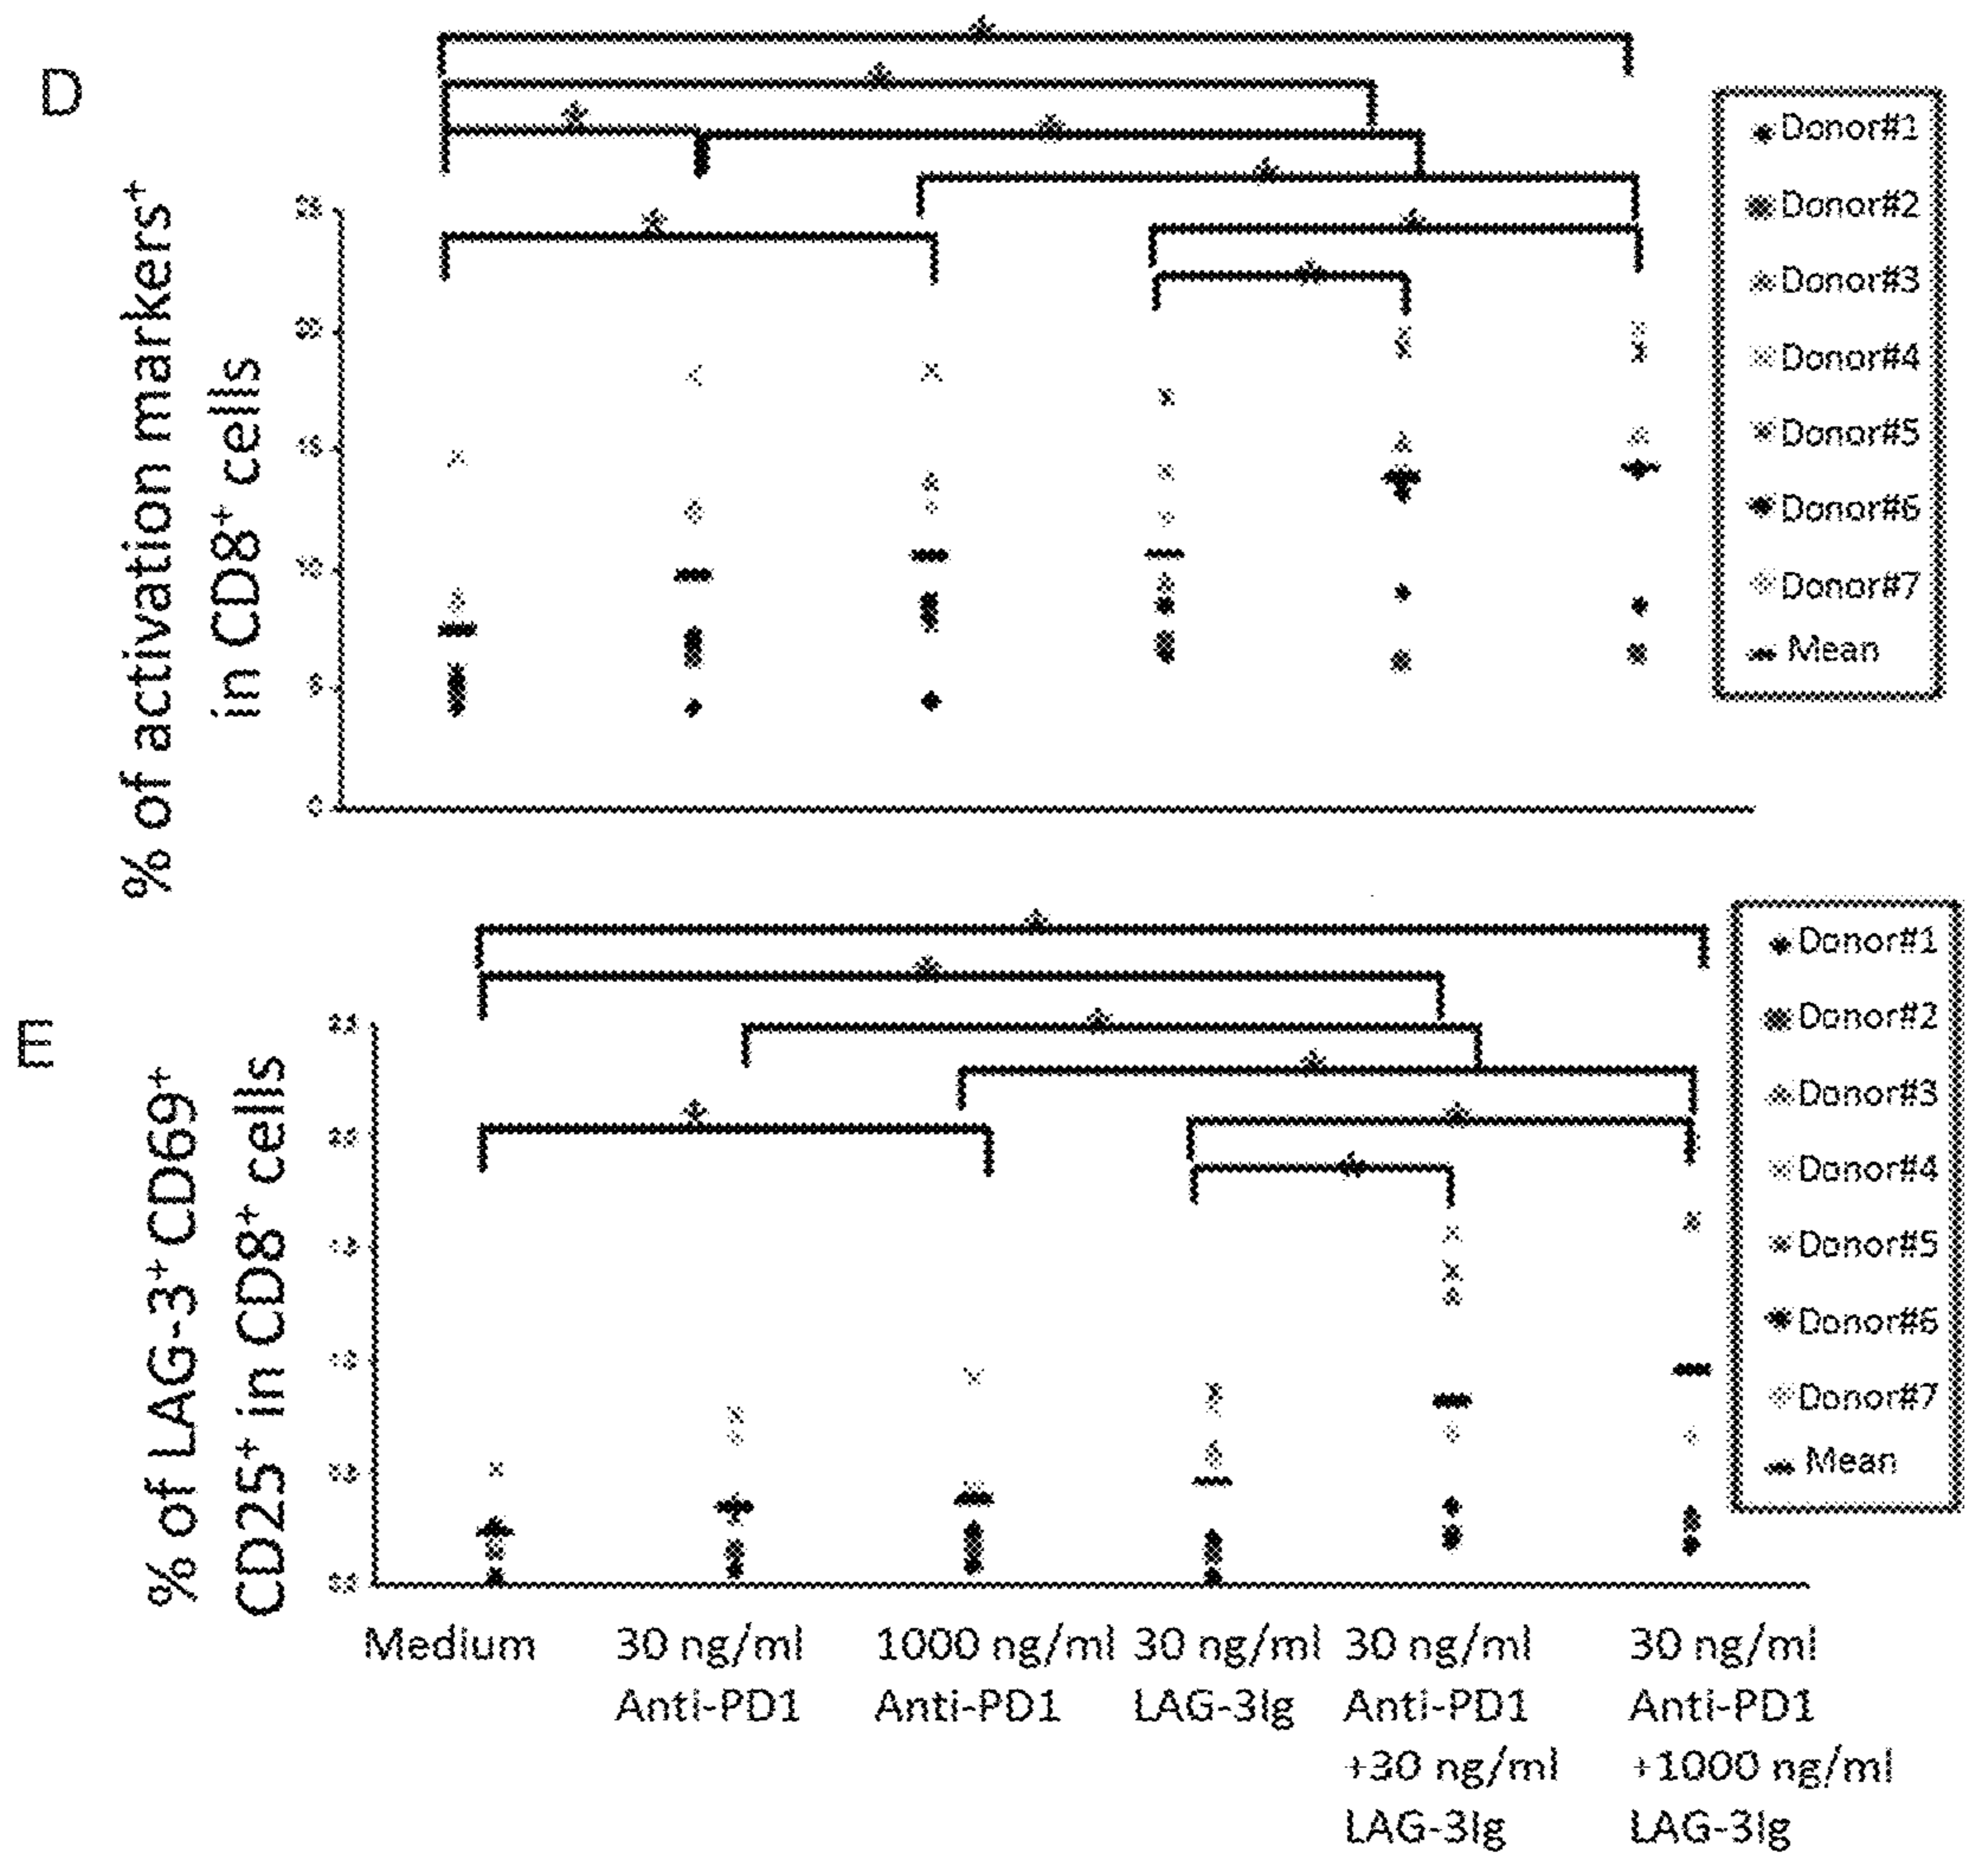 D
% of activation markers⁺
in CD8⁺ cells
0
Donor#1
Donor#2
Donor#3
Donor#4
Donor#5
Donor#6
Donor#7
Mean
E
% of LAG-3⁺ CD69⁺
CD25⁺ in CD8⁺ cells
Donor#1
Donor#2
Donor#3
Donor#4
Donor#5
Donor#6
Donor#7
Mean
Medium
30 ng/ml
Anti-PD1
1000 ng/ml
Anti-PD1
30 ng/ml
LAG-3Ig
30 ng/ml
Anti-PD1
+30 ng/ml
LAG-3Ig
30 ng/ml
Anti-PD1
+1000 ng/ml
LAG-3Ig